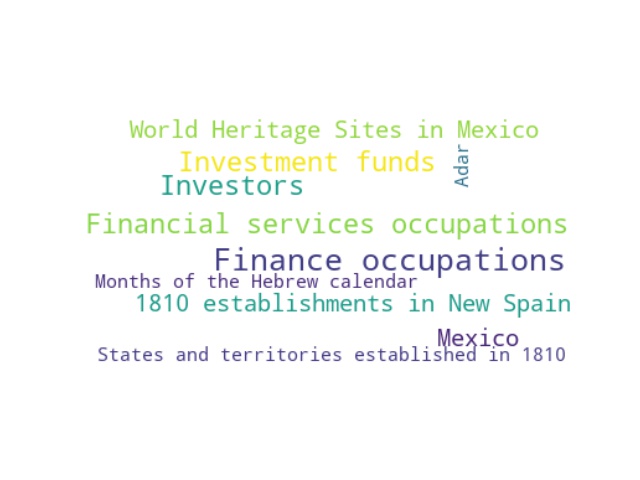 World Heritage Sites in Mexico
Adar
Investment funds
Investors
Financial services occupations
Finance occupations
Months of the Hebrew calendar
1810 establishments in New Spain
Mexico
States and territories established in 1810